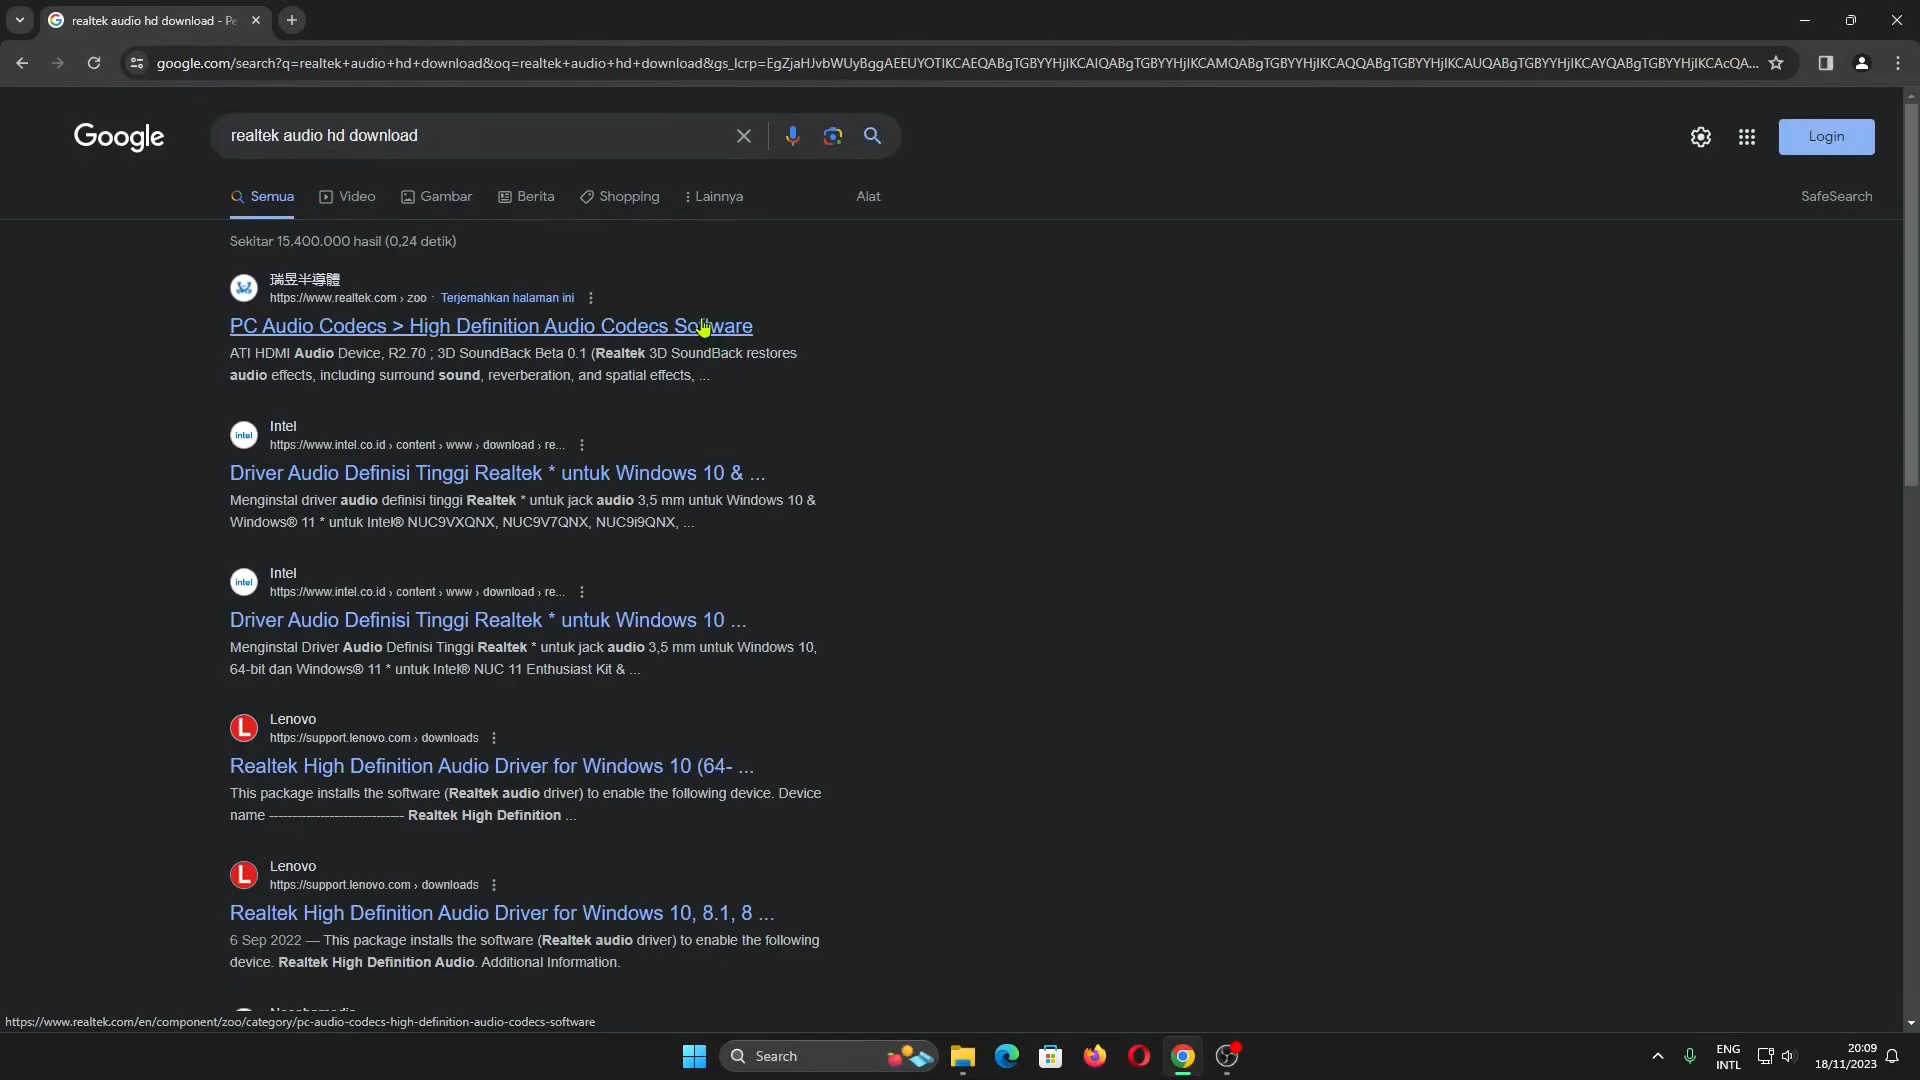 realtek audio hd download - Pe
google.com/search?q=realtek+audio+hd+download&oq=realtek+audio+hd+download&gs_lcrp=EgZjaHJvbWUyBggAEEUYOTIKCAEQABgTGBYYHjIKCAIQABgTGBYYHjIKCAMQABgTGBYYHjIKCAQQABgTGBYYHjIKCAUQABgTGBYYHjIKCAYQABgTGBYYHjIKCAcQA...
Google
realtek audio hd download
Login
Semua Video Gambar Berita Shopping Lainnya Alat SafeSearch
Sekitar 15.400.000 hasil (0,24 detik)
瑞昱半導體
https://www.realtek.com › zoo · Terjemahkan halaman ini
PC Audio Codecs > High Definition Audio Codecs Software
ATI HDMI Audio Device, R2.70 ; 3D SoundBack Beta 0.1 (Realtek 3D SoundBack restores
audio effects, including surround sound, reverberation, and spatial effects, ...
intel
Intel
https://www.intel.co.id › content › www › download › re...
Driver Audio Definisi Tinggi Realtek * untuk Windows 10 & ...
Menginstal driver audio definisi tinggi Realtek * untuk jack audio 3,5 mm untuk Windows 10 &
Windows® 11 * untuk Intel® NUC9VXQNX, NUC9V7QNX, NUC9i9QNX, ...
intel
Intel
https://www.intel.co.id › content › www › download › re...
Driver Audio Definisi Tinggi Realtek * untuk Windows 10 ...
Menginstal Driver Audio Definisi Tinggi Realtek * untuk jack audio 3,5 mm untuk Windows 10,
64-bit dan Windows® 11 * untuk Intel® NUC 11 Enthusiast Kit & ...
L
Lenovo
https://support.lenovo.com › downloads
Realtek High Definition Audio Driver for Windows 10 (64- ...
This package installs the software (Realtek audio driver) to enable the following device. Device
name ----------------------------- Realtek High Definition ...
L
Lenovo
https://support.lenovo.com › downloads
Realtek High Definition Audio Driver for Windows 10, 8.1, 8 ...
6 Sep 2022 — This package installs the software (Realtek audio driver) to enable the following
device. Realtek High Definition Audio. Additional Information.
https://www.realtek.com/en/component/zoo/category/pc-audio-codecs-high-definition-audio-codecs-software
Search
ENG
INTL
20:09
18/11/2023